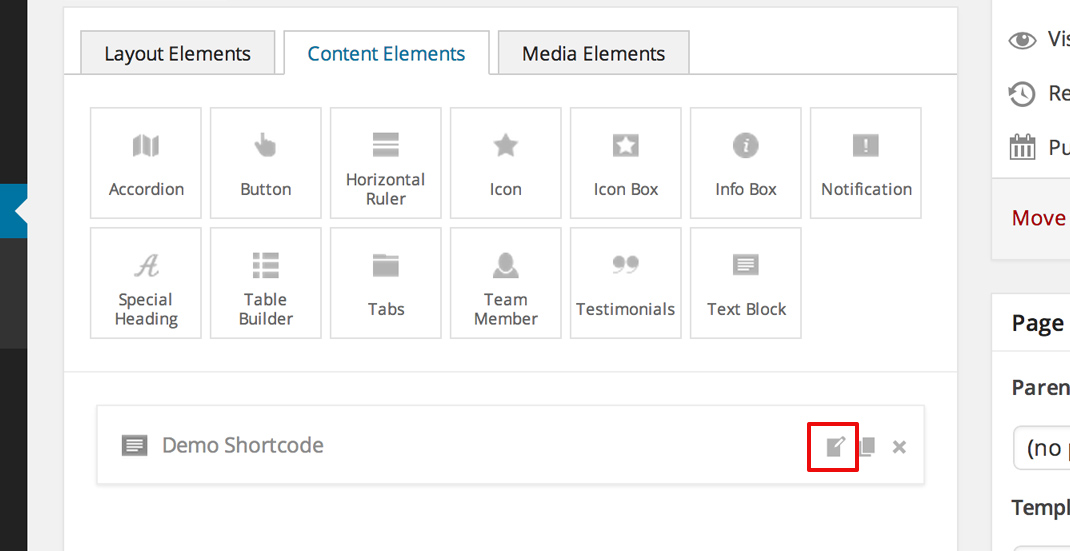 Layout Elements
Content Elements
Media Elements
Accordion
Button
Horizontal
Ruler
Icon
Icon Box
Info Box
Notification
Special
Heading
Table
Builder
Tabs
Team
Member
Testimonials
Text Block
Demo Shortcode
Vis
Re
Pu
Move
Page
Paren
(no p
Templ